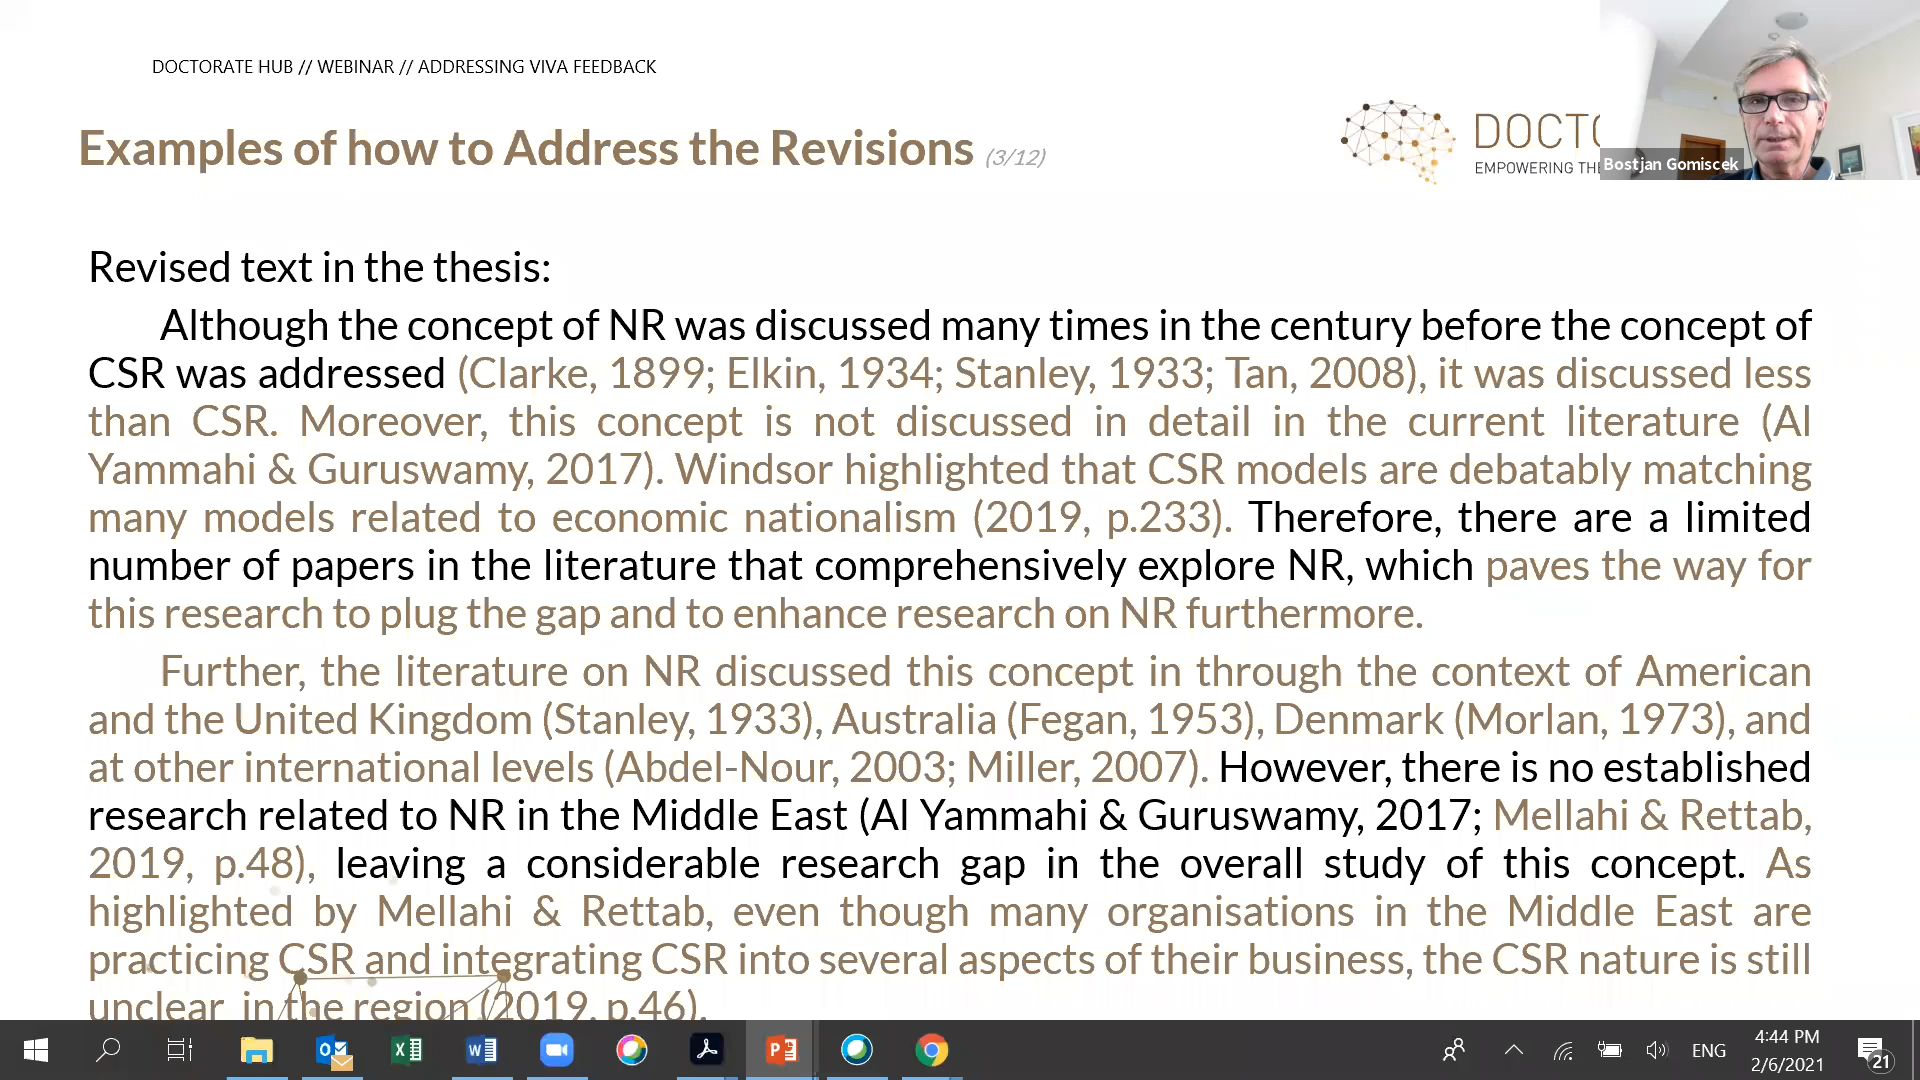 DOCTORATE HUB // WEBINAR // ADDRESSING VIVA FEEDBACK
Examples of how to Address the Revisions (3/12)
EMPOWERING
Bostjan Gomiscek
Revised text in the thesis:
Although the concept of NR was discussed many times in the century before the concept of
CSR was addressed (Clarke, 1899; Elkin, 1934; Stanley, 1933; Tan, 2008), it was discussed less
than CSR. Moreover, this concept is not discussed in detail in the current literature (Al
Yammahi & Guruswamy, 2017). Windsor highlighted that CSR models are debatably matching
many models related to economic nationalism (2019, p.233). Therefore, there are a limited
number of papers in the literature that comprehensively explore NR, which paves the way for
this research to plug the gap and to enhance research on NR furthermore.
Further, the literature on NR discussed this concept in through the context of American
and the United Kingdom (Stanley, 1933), Australia (Fegan, 1953), Denmark (Morlan, 1973), and
at other international levels (Abdel-Nour, 2003; Miller, 2007). However, there is no established
research related to NR in the Middle East (Al Yammahi & Guruswamy, 2017; Mellahi & Rettab,
2019, p.48), leaving a considerable research gap in the overall study of this concept. As
highlighted by Mellahi & Rettab, even though many organisations in the Middle East are
practicing CSR and integrating CSR into several aspects of their business, the CSR nature is still
unclear in the region (2019, p.46).
ENG
4:44 PM
2/6/2021
21